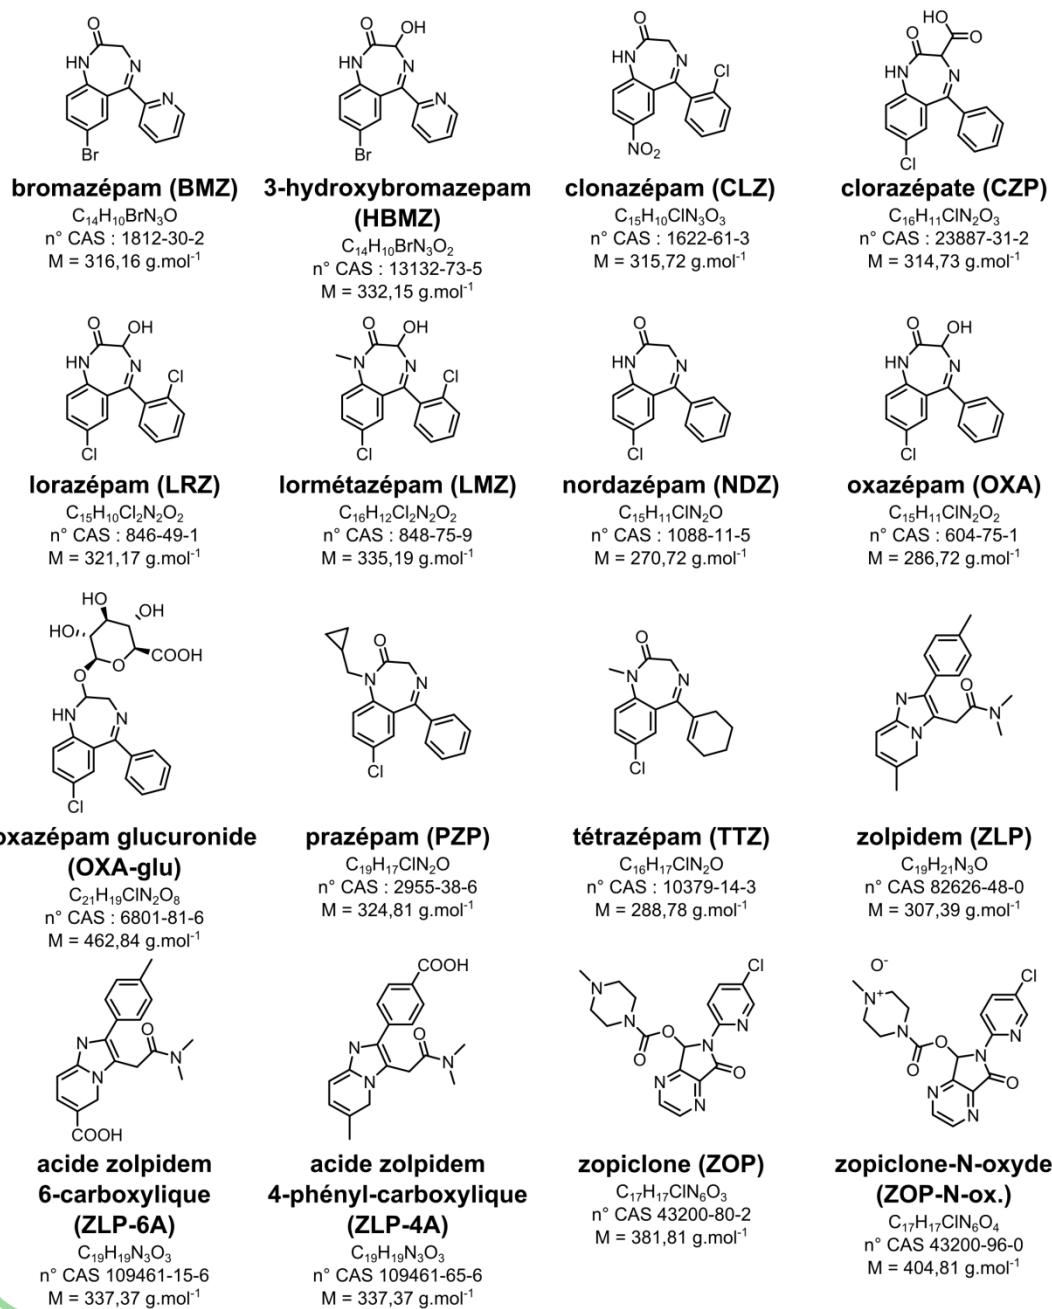 bromazépam (BMZ)
C₁₄H₁₀BrN₃O
n° CAS : 1812-30-2
M = 316,16 g.mol⁻¹
3-hydroxybromazepam
(HBMZ)
C₁₄H₁₀BrN₃O₂
n° CAS : 13132-73-5
M = 332,15 g.mol⁻¹
clonazépam (CLZ)
C₁₅H₁₀ClN₃O₃
n° CAS : 1622-61-3
M = 315,72 g.mol⁻¹
clorazépate (CZP)
C₁₆H₁₁ClN₂O₃
n° CAS : 23887-31-2
M = 314,73 g.mol⁻¹
lorazépam (LRZ)
C₁₅H₁₀Cl₂N₂O₂
n° CAS : 846-49-1
M = 321,17 g.mol⁻¹
lormétazépam (LMZ)
C₁₆H₁₂Cl₂N₂O₂
n° CAS : 848-75-9
M = 335,19 g.mol⁻¹
nordazépam (NDZ)
C₁₅H₁₁ClN₂O
n° CAS : 1088-11-5
M = 270,72 g.mol⁻¹
oxazépam (OXA)
C₁₅H₁₁ClN₂O₂
n° CAS : 604-75-1
M = 286,72 g.mol⁻¹
oxazépam glucuronide
(OXA-glu)
C₂₁H₁₉ClN₂O₈
n° CAS : 6801-81-6
M = 462,84 g.mol⁻¹
prazépam (PZP)
C₁₉H₁₇ClN₂O
n° CAS : 2955-38-6
M = 324,81 g.mol⁻¹
tétrazépam (TTZ)
C₁₆H₁₇ClN₂O
n° CAS : 10379-14-3
M = 288,78 g.mol⁻¹
zolpidem (ZLP)
C₁₉H₂₁N₃O
n° CAS 82626-48-0
M = 307,39 g.mol⁻¹
acide zolpidem
6-carboxylique
(ZLP-6A)
C₁₉H₁₉N₃O₃
n° CAS 109461-15-6
M = 337,37 g.mol⁻¹
acide zolpidem
4-phényl-carboxylique
(ZLP-4A)
C₁₉H₁₉N₃O₃
n° CAS 109461-65-6
M = 337,37 g.mol⁻¹
zopiclone (ZOP)
C₁₇H₁₇ClN₆O₃
n° CAS 43200-80-2
M = 381,81 g.mol⁻¹
zopiclone-N-oxyde
(ZOP-N-ox.)
C₁₇H₁₇ClN₆O₄
n° CAS 43200-96-0
M = 404,81 g.mol⁻¹